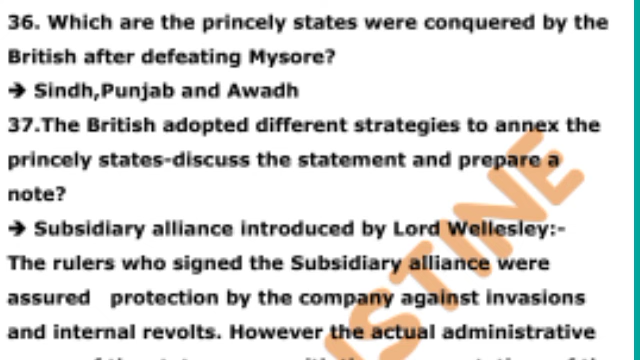 36. Which are the princely states were conquered by the
British after defeating Mysore?
➔ Sindh,Punjab and Awadh
37.The British adopted different strategies to annex the
princely states-discuss the statement and prepare a
note?
➔ Subsidiary alliance introduced by Lord Wellesley:-
The rulers who signed the Subsidiary alliance were
assured protection by the company against invasions
and internal revolts. However the actual administrative